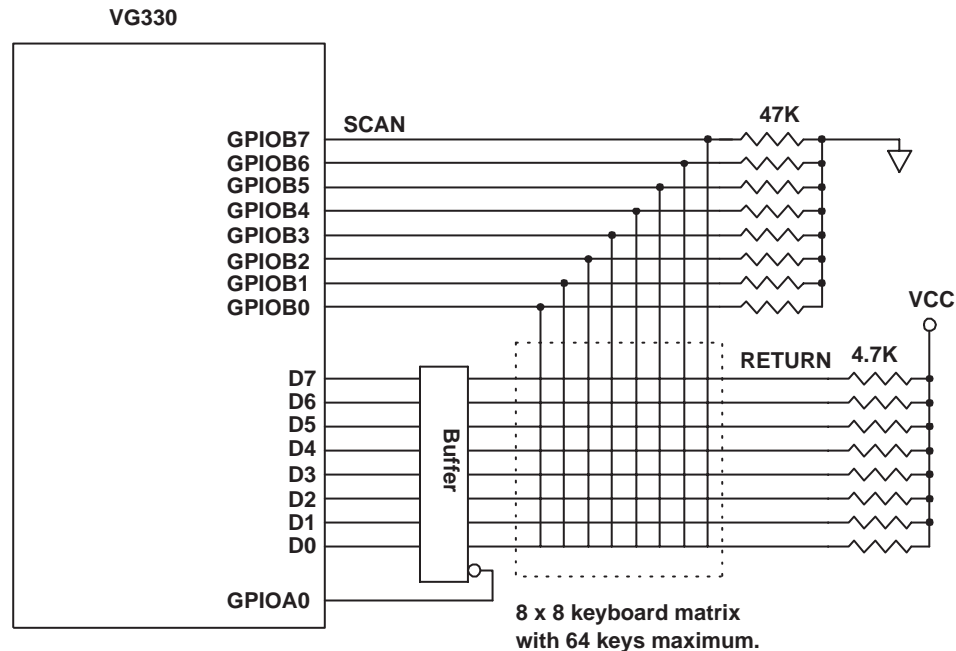 VG330
47K
GPIOB7
SCAN
GPIOB6
GPIOB5
GPIOB4
GPIOB3
GPIOB2
GPIOB1
GPIOB0
VCC
RETURN
4.7K
D7
D6
D5
D4
D3
D2
D1
D0
Buffer
GPIOA0
8 x 8 keyboard matrix
with 64 keys maximum.